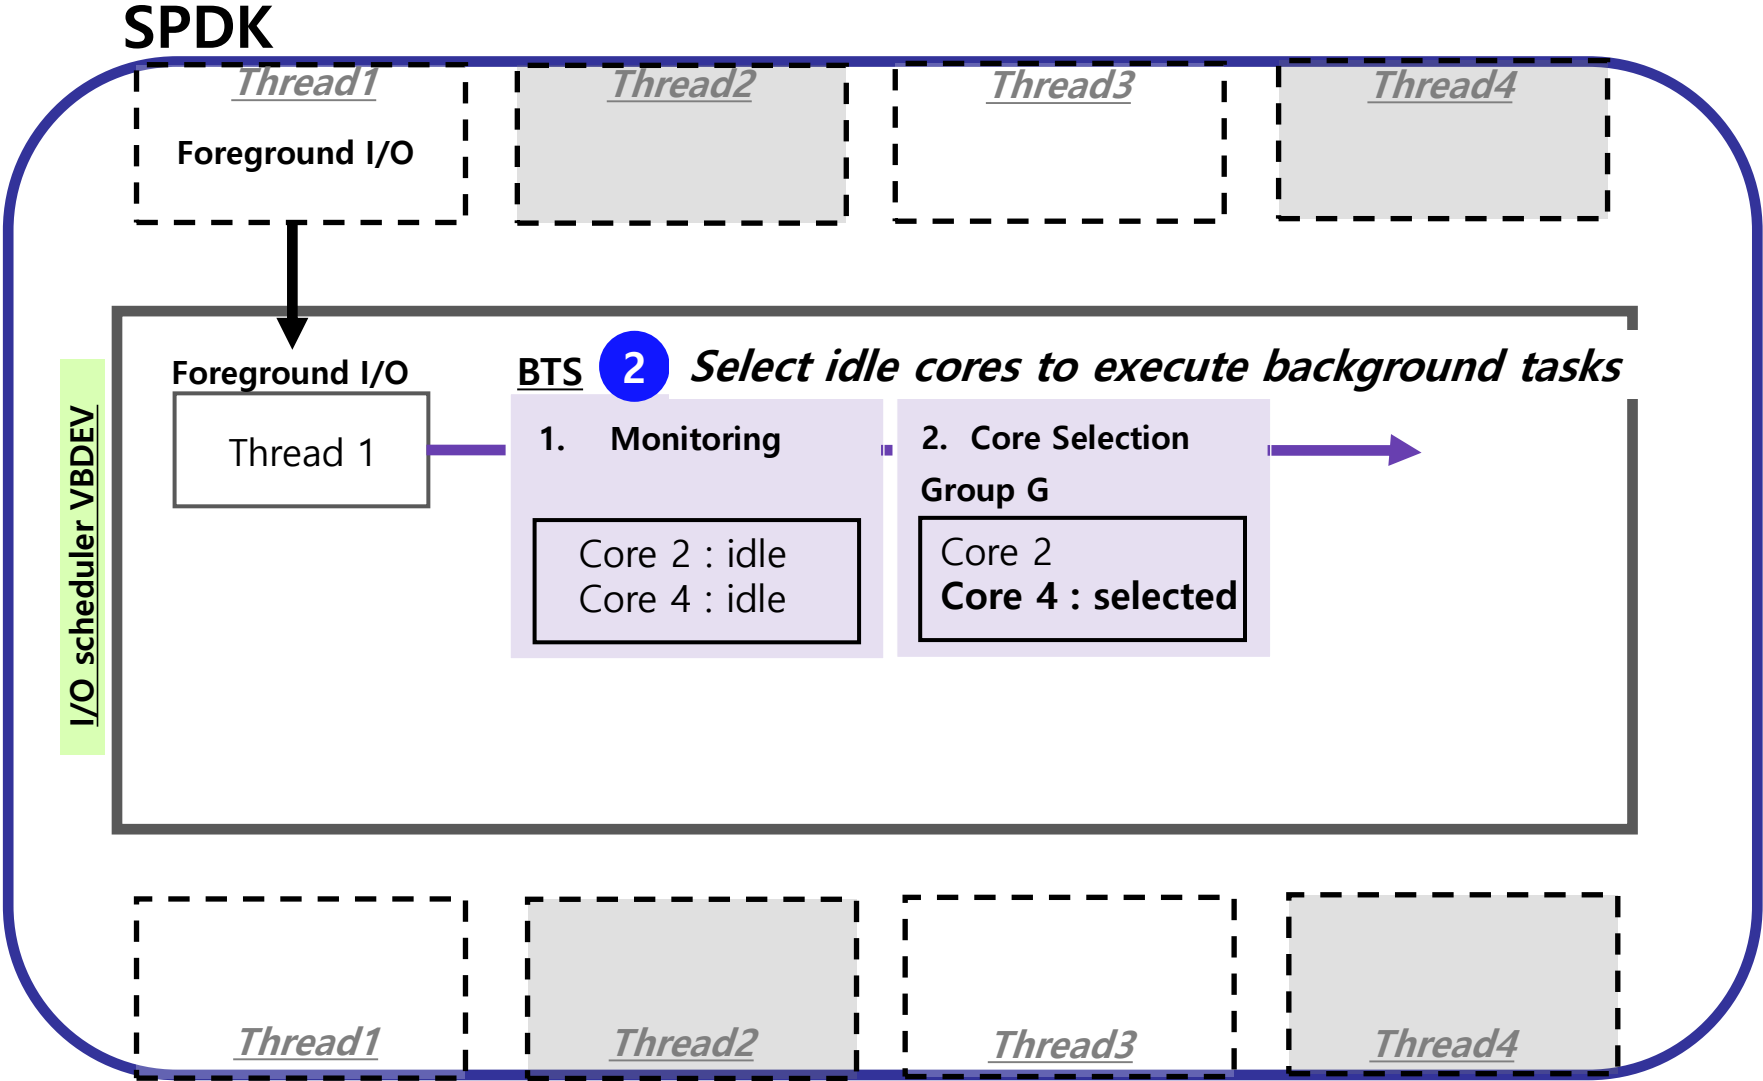 SPDK
Thread1
Thread2
Thread3
Thread4
Foreground I/O
I/O scheduler VBDEV
Foreground I/O
Thread 1
BTS
2
Select idle cores to execute background tasks
1. Monitoring
Core 2 : idle
Core 4 : idle
2. Core Selection
Group G
Core 2
Core 4 : selected
Thread1
Thread2
Thread3
Thread4